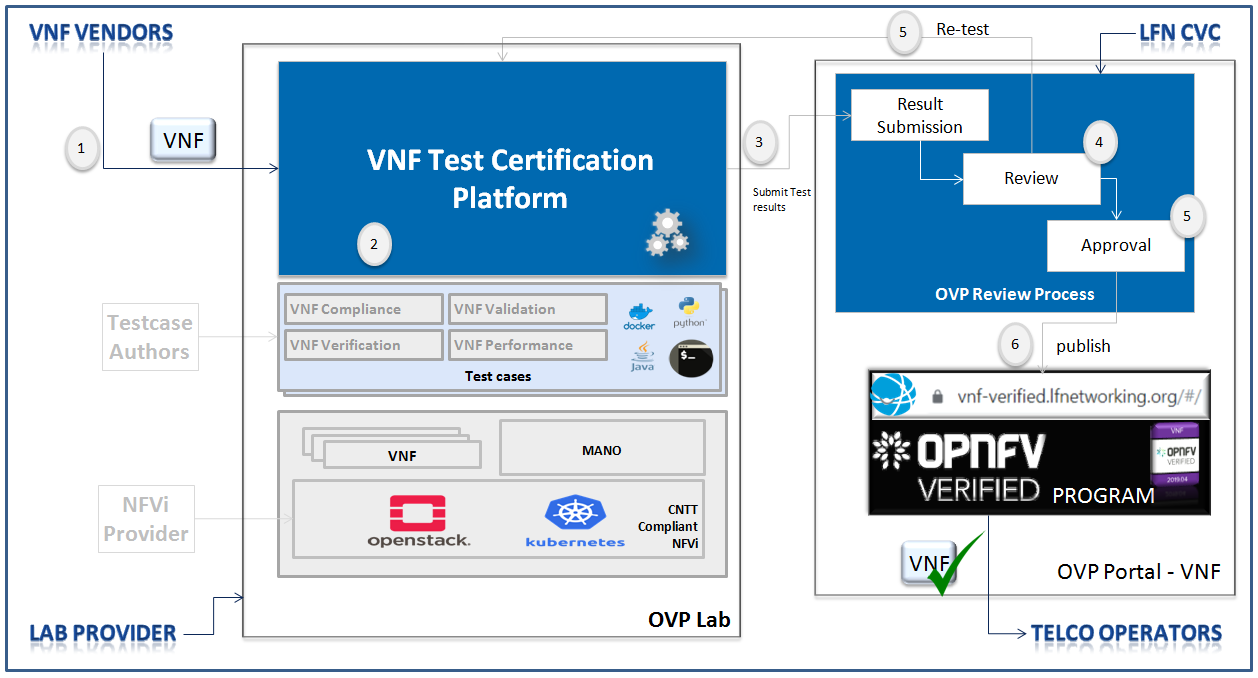 VNF VENDORS
1
VNF
VNF Test Certification
Platform
2
VNF Compliance
VNF Validation
VNF Verification
VNF Performance
docker
python
Java
$_
Test cases
Testcase
Authors
VNF
MANO
NFVi
Provider
openstack.
kubernetes
CNTT
Compliant
NFVi
LAB PROVIDER
OVP Lab
3
Submit Test
results
5
Re-test
LFN CVC
Result
Submission
4
Review
5
Approval
OVP Review Process
6
publish
vnf-verified.lfnetworking.org/#/
OPNFV
VERIFIED
PROGRAM
VNF
OPNFV
VERIFIED
2019.04
VNF
OVP Portal - VNF
TELCO OPERATORS